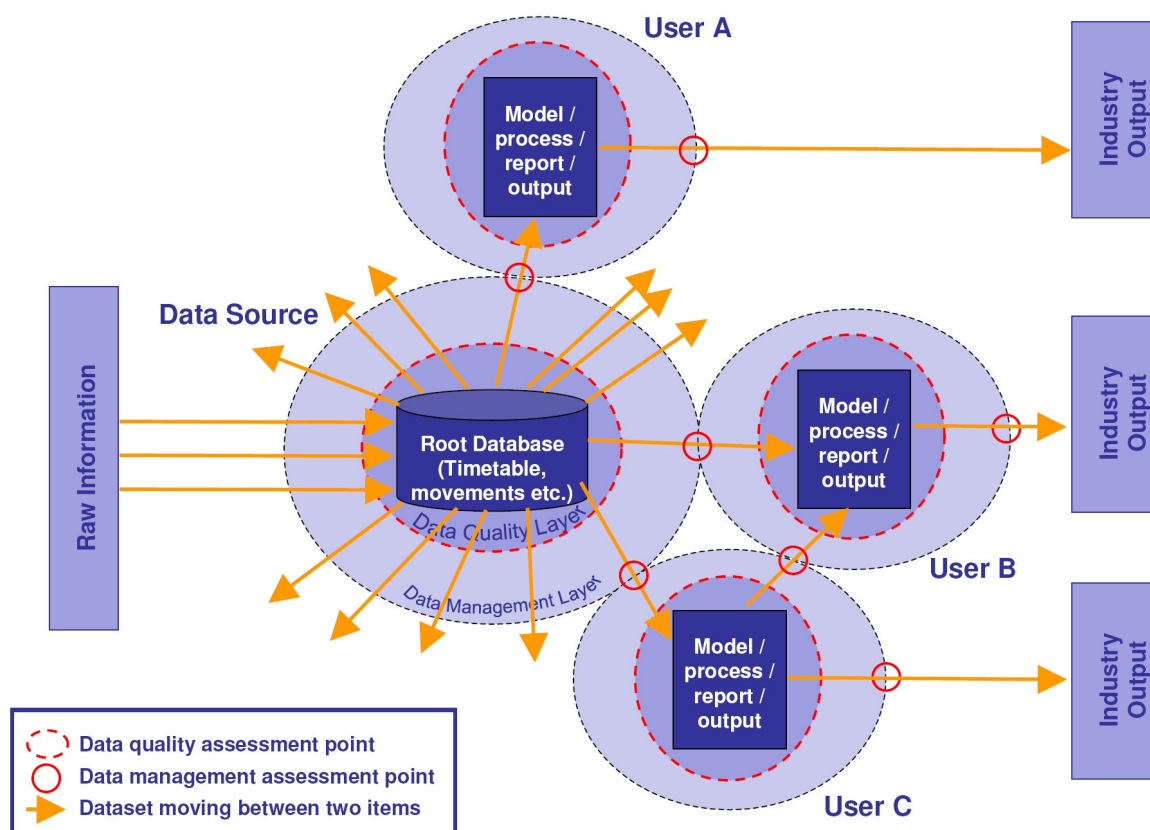 User A
Model /
process /
report /
output
Industry
Output
Data Source
Raw Information
Root Database
(Timetable,
movements etc.)
Data Quality Layer
Data Management Layer
Model /
process /
report /
output
User B
Industry
Output
Model /
process /
report /
output
User C
Industry
Output
Data quality assessment point
Data management assessment point
Dataset moving between two items